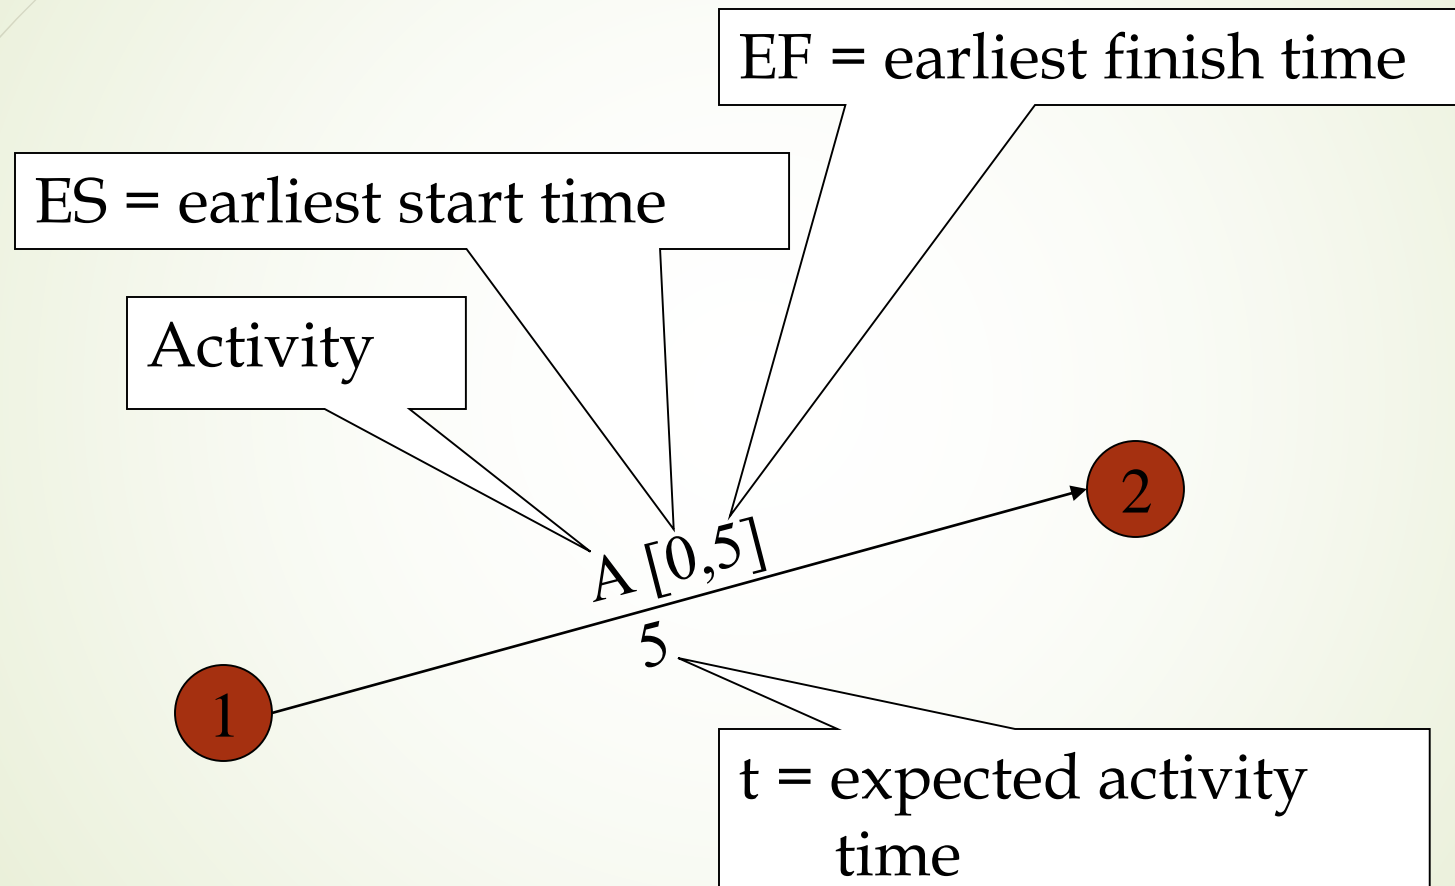 EF = earliest finish time
ES = earliest start time
Activity
A [0,5]
5
2
1
t = expected activity
time